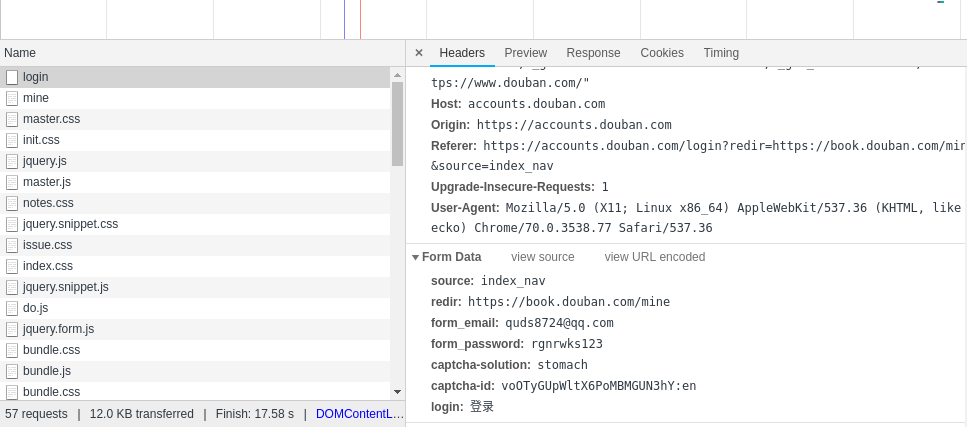 Name
login
mine
master.css
init.css
jquery.js
master.js
notes.css
jquery.snippet.css
issue.css
index.css
jquery.snippet.js
do.js
jquery.form.js
bundle.css
bundle.js
bundle.css
57 requests | 12.0 KB transferred | Finish: 17.58 s | DOMContentL…
× Headers Preview Response Cookies Timing
tps://www.douban.com/"
Host: accounts.douban.com
Origin: https://accounts.douban.com
Referer: https://accounts.douban.com/login?redir=https://book.douban.com/min
&source=index_nav
Upgrade-Insecure-Requests: 1
User-Agent: Mozilla/5.0 (X11; Linux x86_64) AppleWebKit/537.36 (KHTML, like
ecko) Chrome/70.0.3538.77 Safari/537.36
Form Data view source view URL encoded
source: index_nav
redir: https://book.douban.com/mine
form_email: quds8724@qq.com
form_password: rgnrwks123
captcha-solution: stomach
captcha-id: voOTyGUpWltX6PoMBMGUN3hY:en
login: 登录